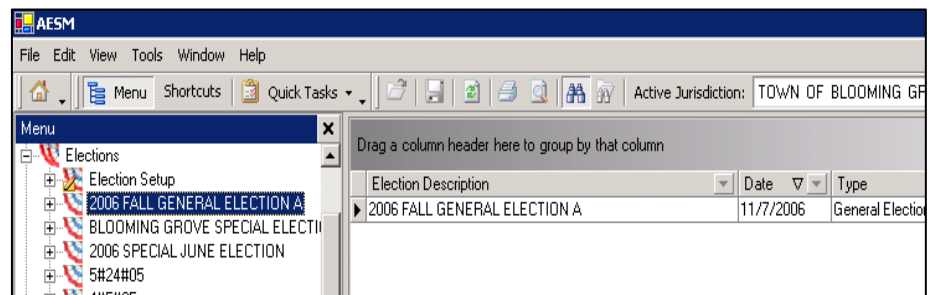 AESM
File Edit View Tools Window Help
Menu Shortcuts Quick Tasks Active Jurisdiction: TOWN OF BLOOMING GR
Menu
Elections
Election Setup
2006 FALL GENERAL ELECTION A
BLOOMING GROVE SPECIAL ELECTI
2006 SPECIAL JUNE ELECTION
5#24#05
Drag a column header here to group by that column
Election Description Date Type
2006 FALL GENERAL ELECTION A 11/7/2006 General Election